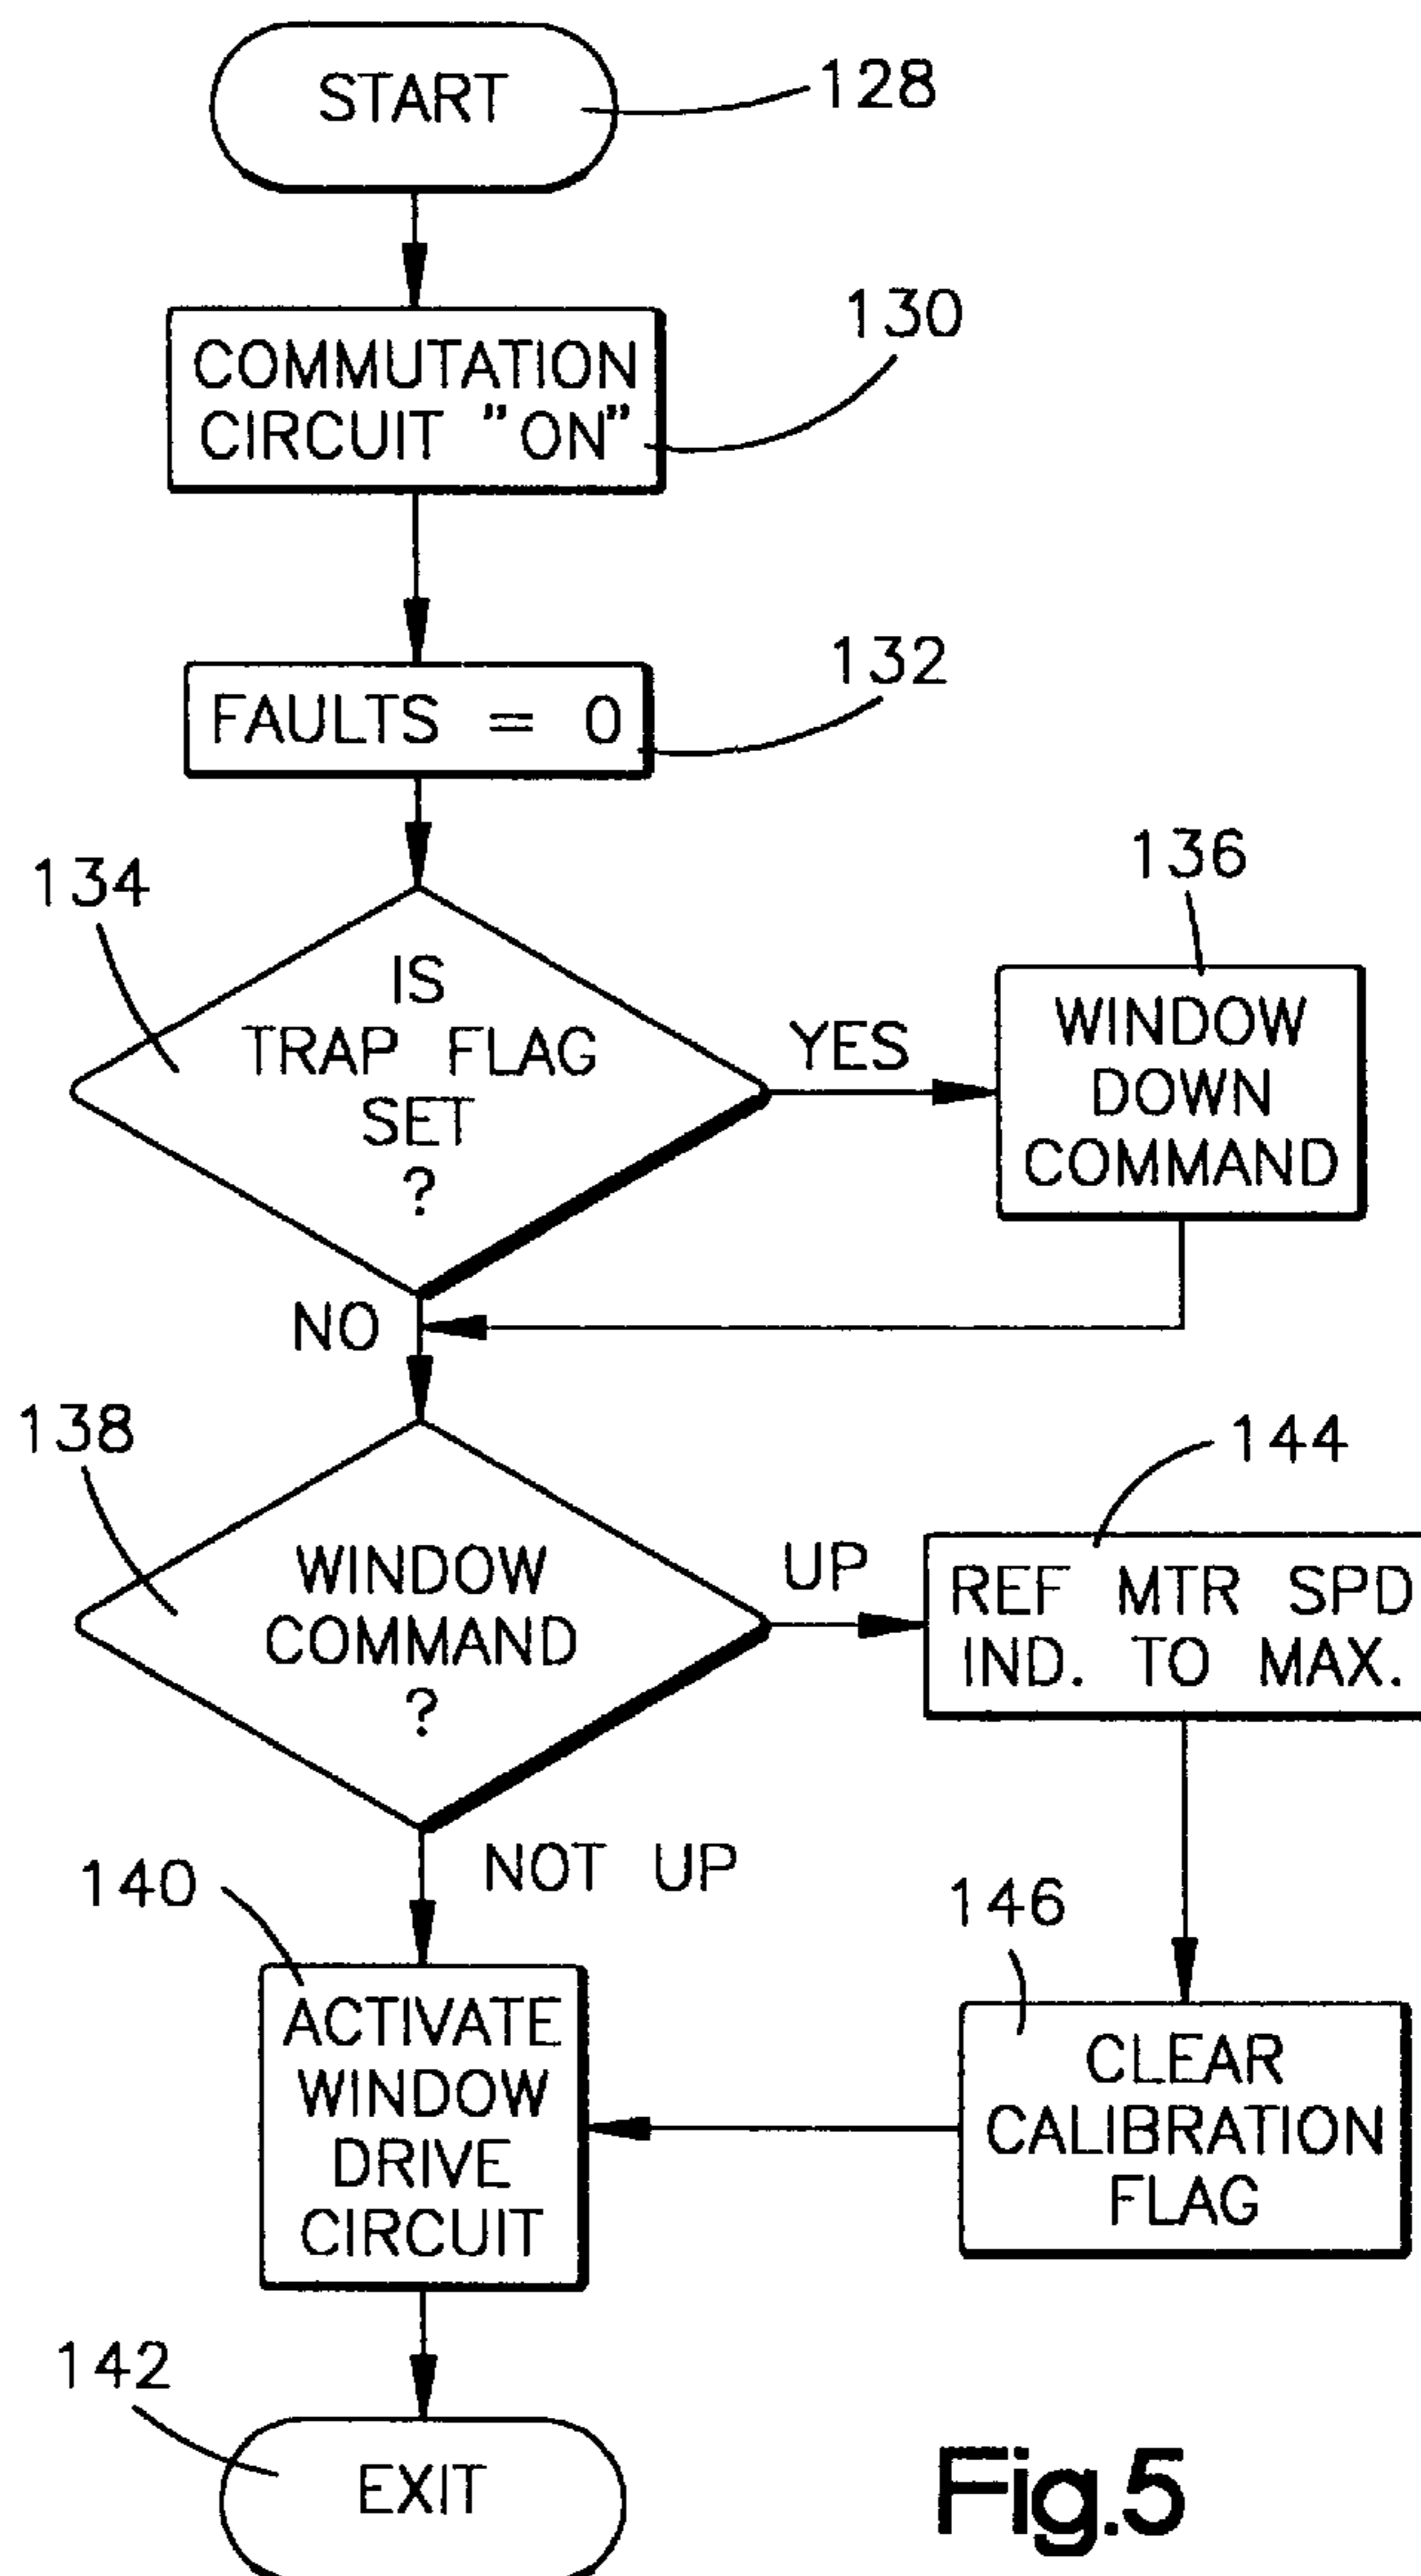 START
128
COMMUTATION
CIRCUIT "ON"
130
FAULTS = 0
132
134
IS
TRAP FLAG
SET
?
YES
136
WINDOW
DOWN
COMMAND
NO
138
WINDOW
COMMAND
?
UP
144
REF MTR SPD
IND. TO MAX.
NOT UP
140
ACTIVATE
WINDOW
DRIVE
CIRCUIT
146
CLEAR
CALIBRATION
FLAG
142
EXIT
Fig.5